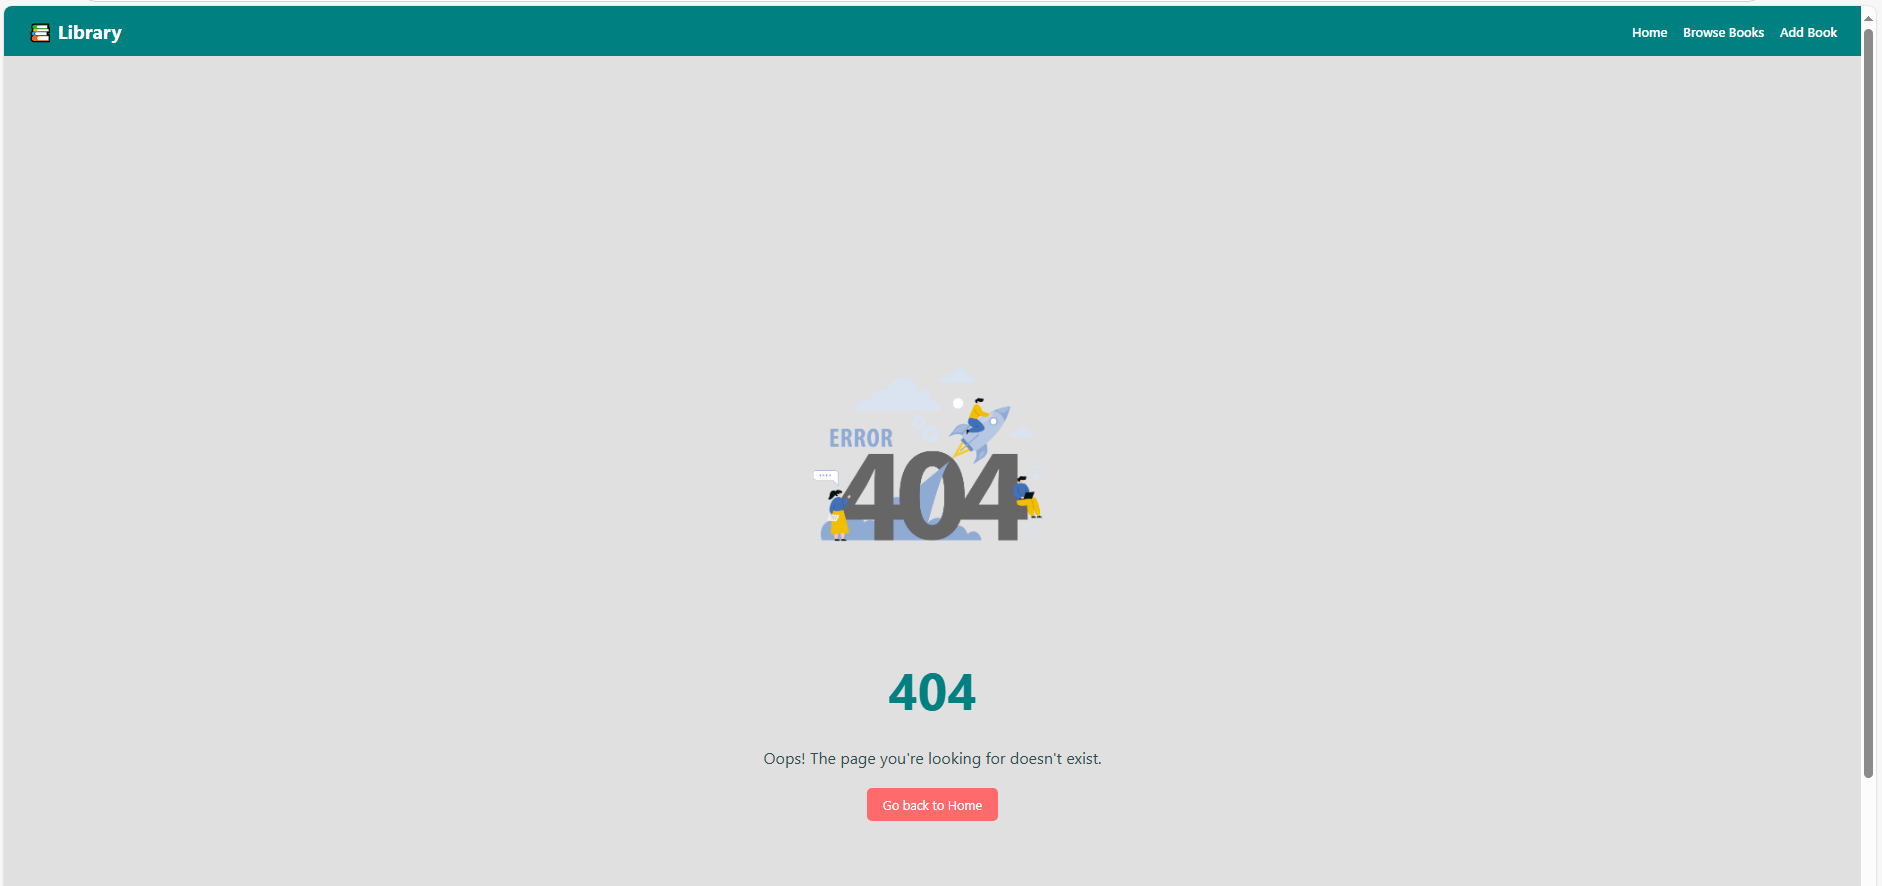 Library
Home
Browse Books
Add Book
ERROR
404
404
Oops! The page you're looking for doesn't exist.
Go back to Home